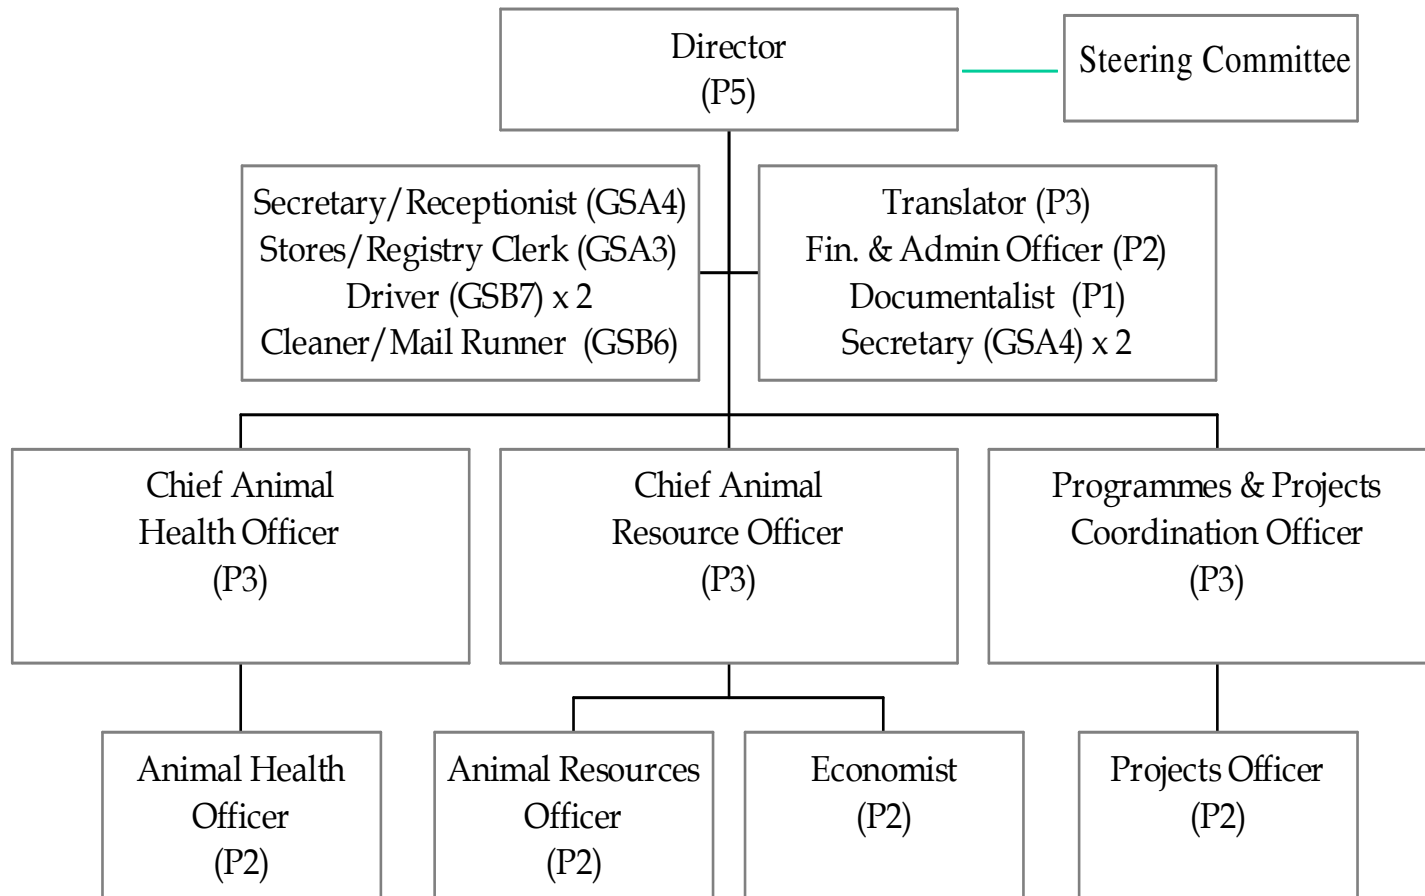 Director
(P5)
Steering Committee
Secretary/Receptionist (GSA4)
Stores/Registry Clerk (GSA3)
Driver (GSB7) x 2
Cleaner/Mail Runner (GSB6)
Translator (P3)
Fin. & Admin Officer (P2)
Documentalist (P1)
Secretary (GSA4) x 2
Chief Animal
Health Officer
(P3)
Chief Animal
Resource Officer
(P3)
Programmes & Projects
Coordination Officer
(P3)
Animal Health
Officer
(P2)
Animal Resources
Officer
(P2)
Economist
(P2)
Projects Officer
(P2)